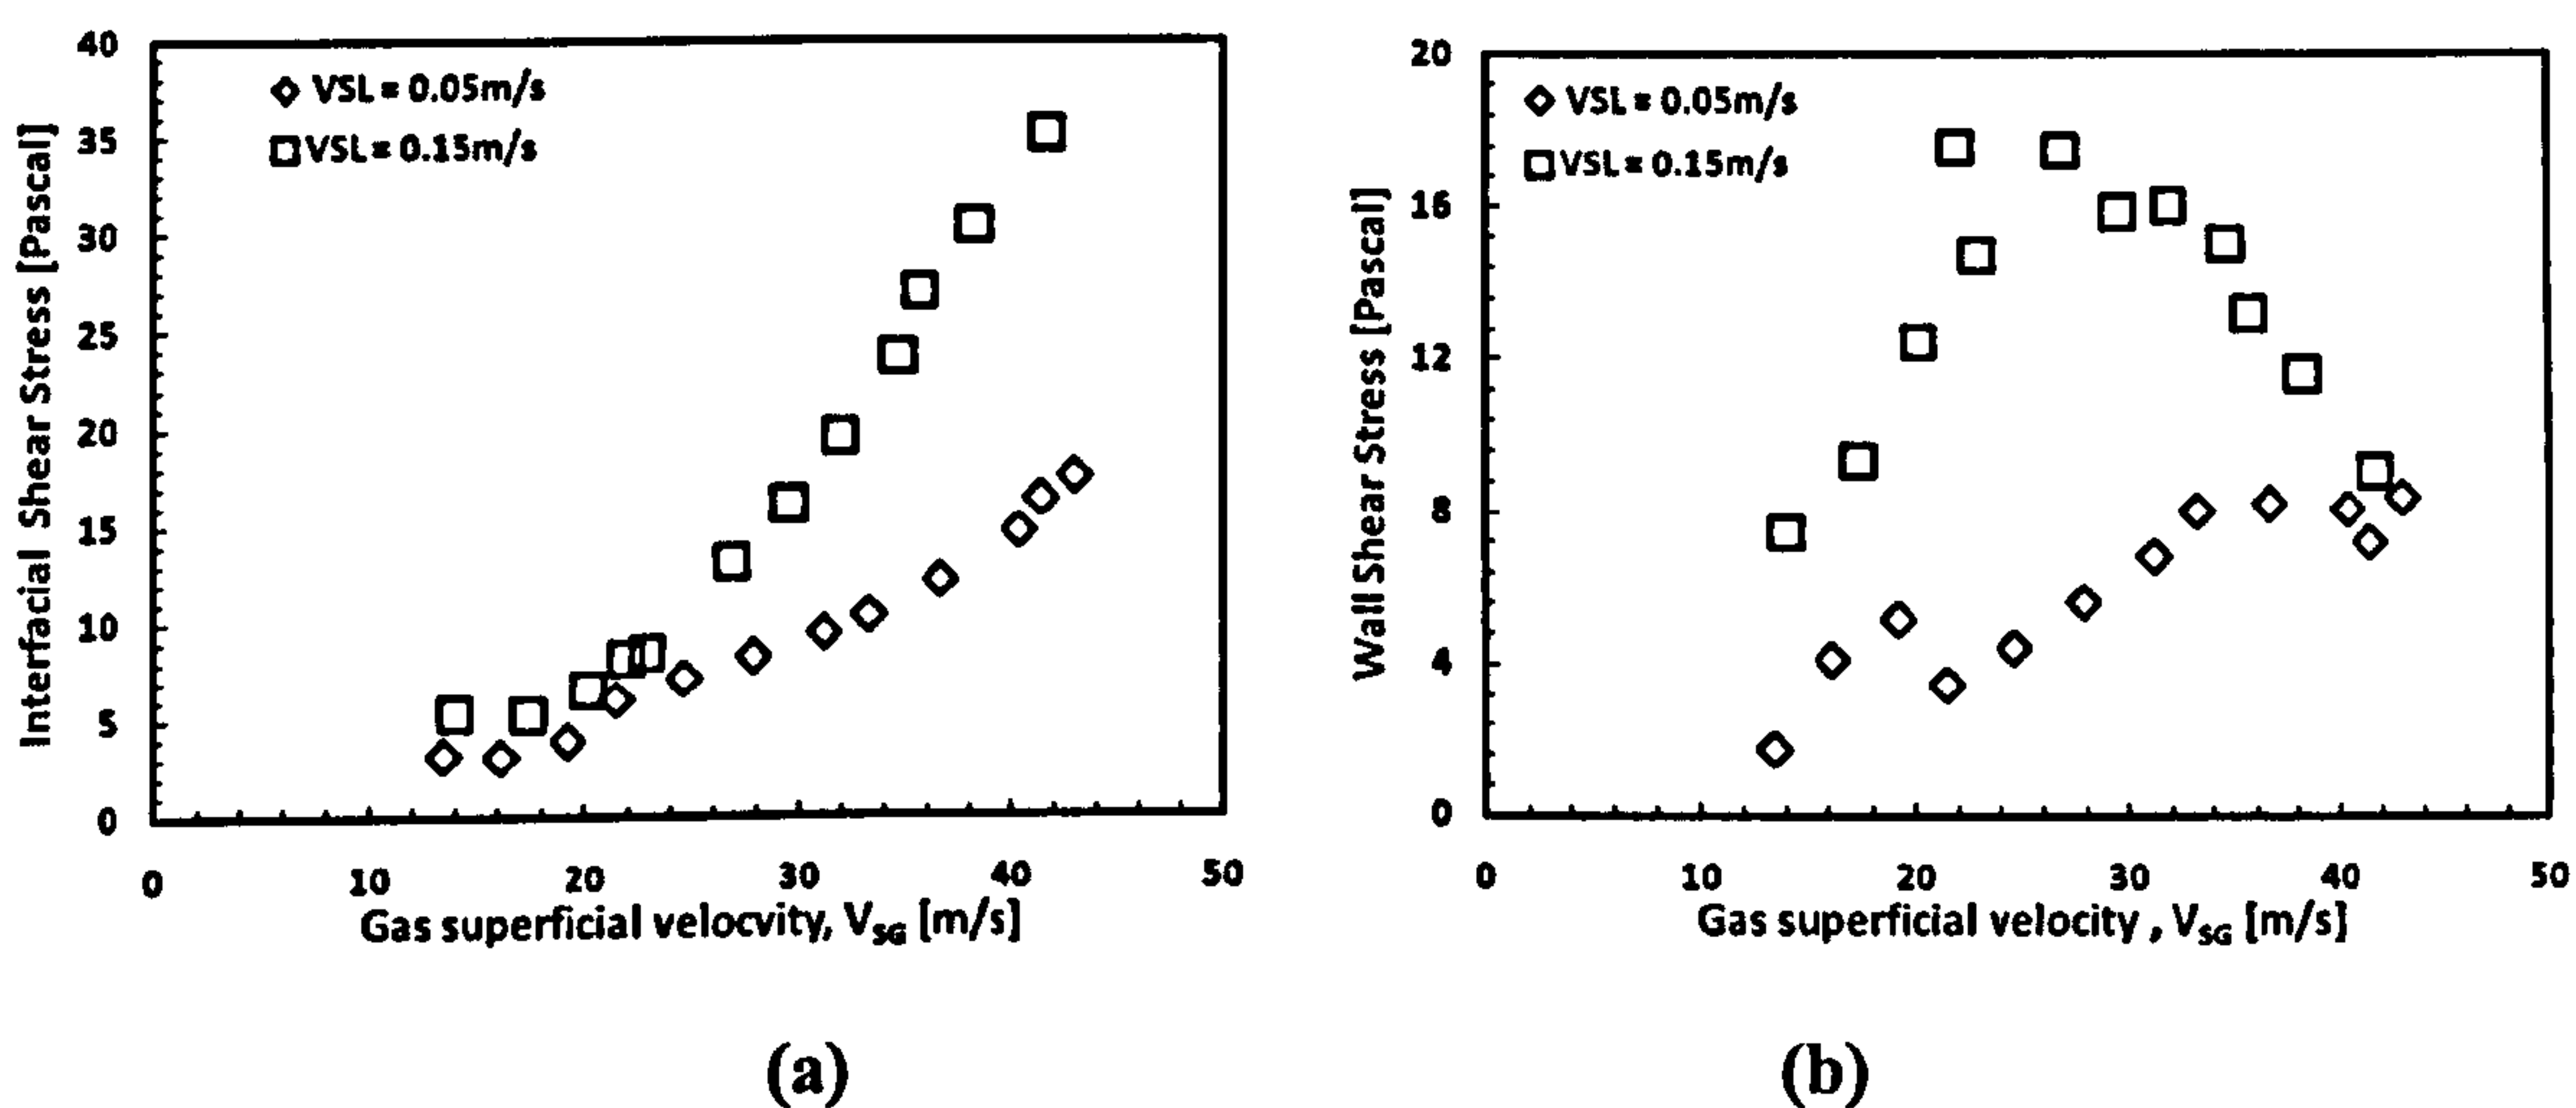 40
35
30
25
20
15
10
5
0
Interfacial Shear Stress [Pascal]
◇ VSL = 0.05m/s
□ VSL = 0.15m/s
0 10 20 30 40 50
Gas superficial velocvity, VSG [m/s]
(a)
20
16
12
8
4
0
Wall Shear Stress [Pascal]
◇ VSL = 0.05m/s
□ VSL = 0.15m/s
0 10 20 30 40 50
Gas superficial velocity , VSG [m/s]
(b)